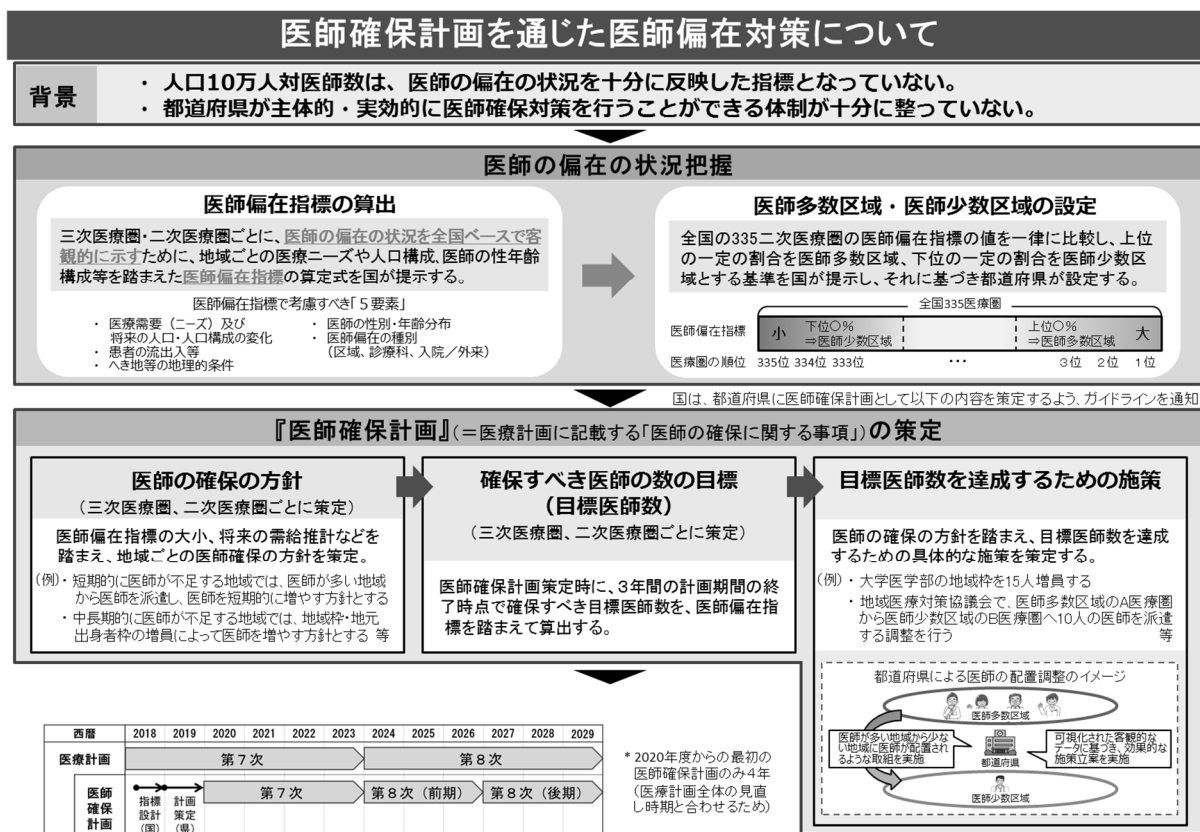 医師確保計画を通じた医師偏在対策について
背景
・ 人口10万人対医師数は、医師の偏在の状況を十分に反映した指標となっていない。
・ 都道府県が主体的・実効的に医師確保対策を行うことができる体制が十分に整っていない。
医師の偏在の状況把握
医師偏在指標の算出
三次医療圏・二次医療圏ごとに、医師の偏在の状況を全国ベースで客
観的に示すために、地域ごとの医療ニーズや人口構成、医師の性年齢
構成等を踏まえた医師偏在指標の算定式を国が提示する。
医師偏在指標で考慮すべき「５要素」
・ 医療需要（ニーズ）及び
将来の人口・人口構成の変化
・ 患者の流出入等
・ へき地等の地理的条件
・ 医師の性別・年齢分布
・ 医師偏在の種別
（区域、診療科、入院／外来）
医師多数区域・医師少数区域の設定
全国の335二次医療圏の医師偏在指標の値を一律に比較し、上位
の一定の割合を医師多数区域、下位の一定の割合を医師少数区
域とする基準を国が提示し、それに基づき都道府県が設定する。
全国335医療圏
医師偏在指標
小
下位○％
⇒医師少数区域
上位○％
⇒医師多数区域
大
医療圏の順位 335位 334位 333位 ・・・ ３位 ２位 １位
国は、都道府県に医師確保計画として以下の内容を策定するよう、ガイドラインを通知
『医師確保計画』（＝医療計画に記載する「医師の確保に関する事項」）の策定
医師の確保の方針
（三次医療圏、二次医療圏ごとに策定）
医師偏在指標の大小、将来の需給推計などを
踏まえ、地域ごとの医師確保の方針を策定。
（例）・ 短期的に医師が不足する地域では、医師が多い地域
から医師を派遣し、医師を短期的に増やす方針とする
・ 中長期的に医師が不足する地域では、地域枠・地元
出身者枠の増員によって医師を増やす方針とする 等
確保すべき医師の数の目標
（目標医師数）
（三次医療圏、二次医療圏ごとに策定）
医師確保計画策定時に、３年間の計画期間の終
了時点で確保すべき目標医師数を、医師偏在指
標を踏まえて算出する。
目標医師数を達成するための施策
医師の確保の方針を踏まえ、目標医師数を達成
するための具体的な施策を策定する。
（例）・ 大学医学部の地域枠を15人増員する
・ 地域医療対策協議会で、医師多数区域のA医療圏
から医師少数区域のB医療圏へ10人の医師を派遣
する調整を行う 等
都道府県による医師の配置調整のイメージ
医師多数区域
医師が多い地域から少な
い地域に医師が配置され
るような取組を実施
都道府県
可視化された客観的な
データに基づき、効果的な
施策立案を実施
医師少数区域
西暦 2018 2019 2020 2021 2022 2023 2024 2025 2026 2027 2028 2029
医療計画 第７次 第８次
医師
確保
計画
指標
設計
（国）
計画
策定
（県）
第７次 第８次（前期） 第８次（後期）
* 2020年度からの最初の
医師確保計画のみ４年
（医療計画全体の見直
し時期と合わせるため）